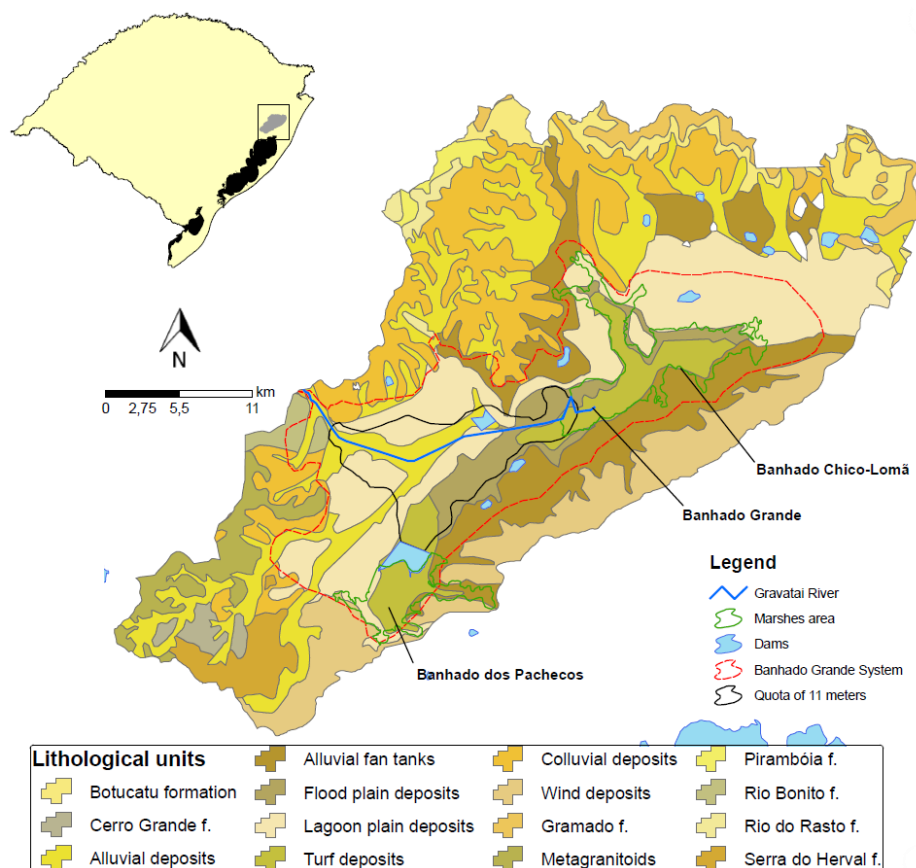 N
km
0 2,75 5,5 11
Banhado Chico-Lomã
Banhado Grande
Banhado dos Pachecos
Legend
Gravatai River
Marshes area
Dams
Banhado Grande System
Quota of 11 meters
Lithological units
Botucatu formation
Cerro Grande f.
Alluvial deposits
Alluvial fan tanks
Flood plain deposits
Lagoon plain deposits
Turf deposits
Colluvial deposits
Wind deposits
Gramado f.
Metagranitoids
Pirambóia f.
Rio Bonito f.
Rio do Rasto f.
Serra do Herval f.